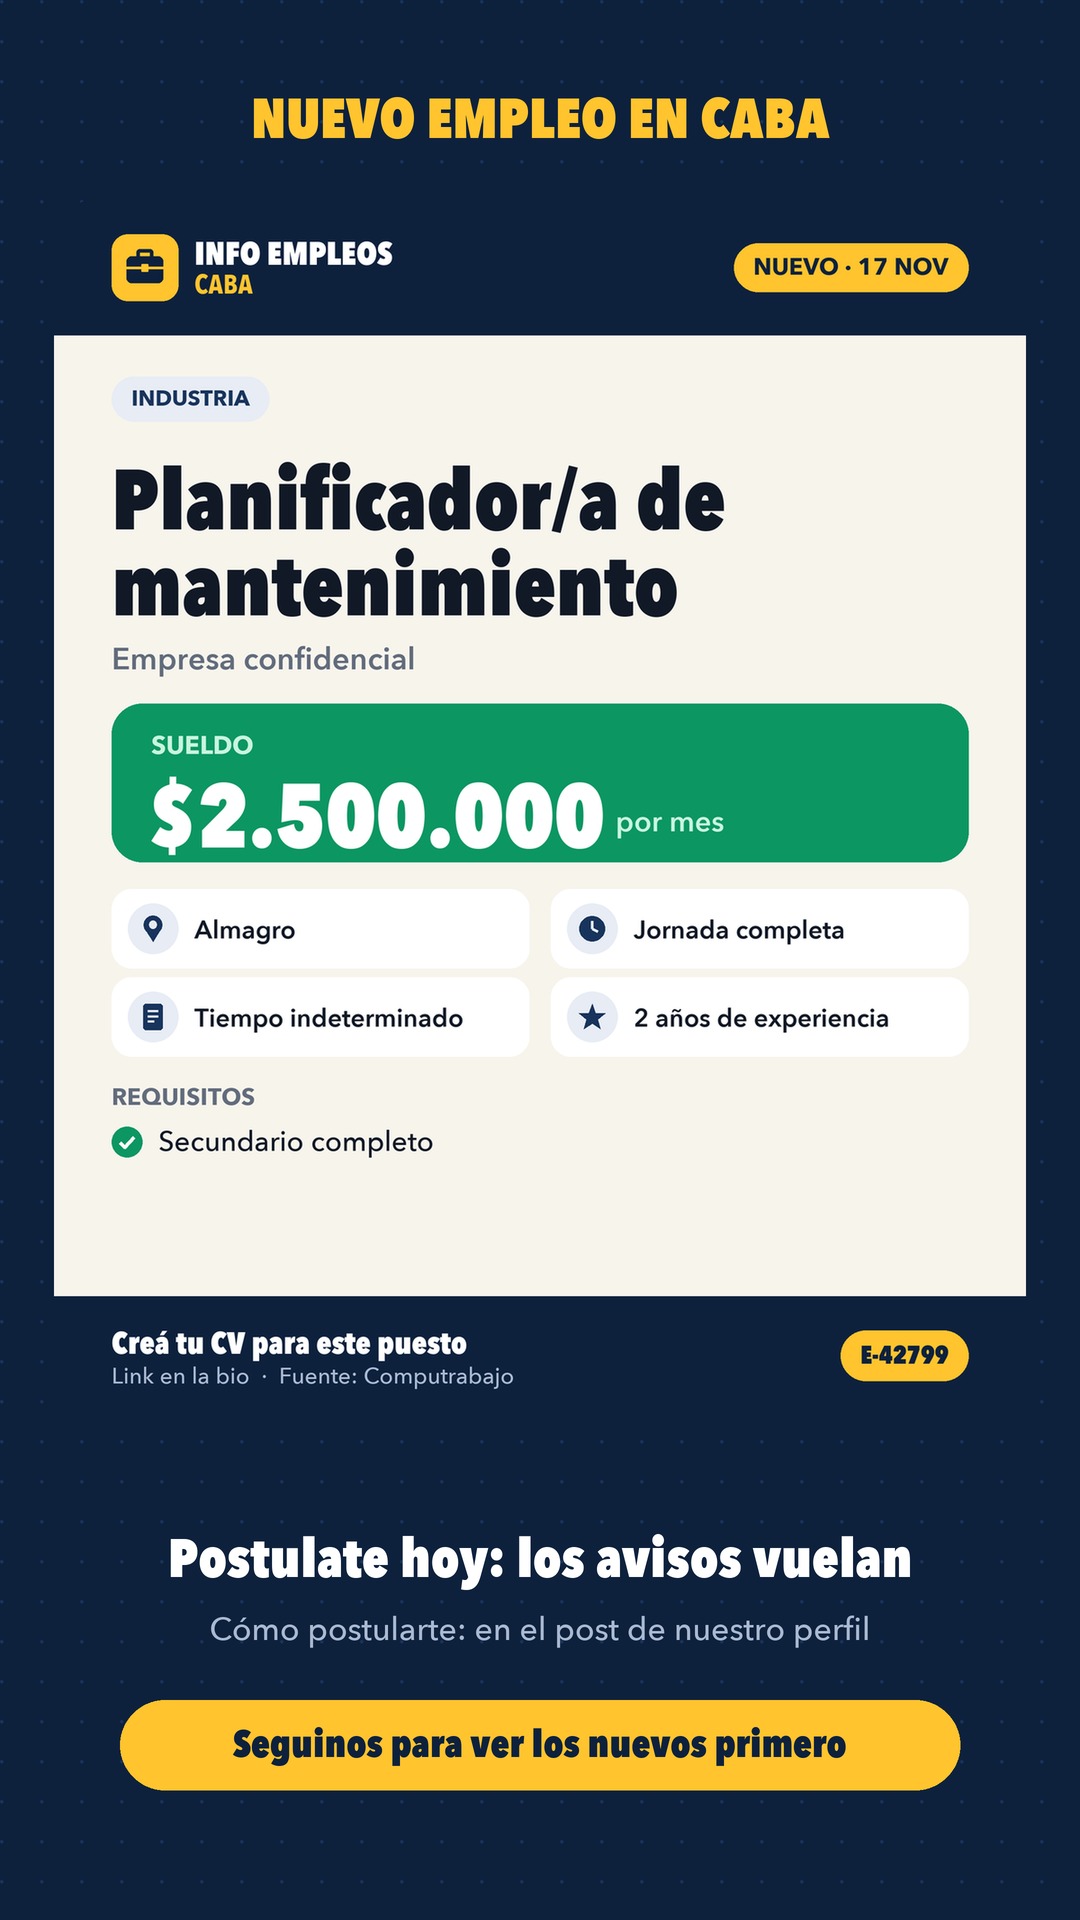 NUEVO EMPLEO EN CABA
INFO EMPLEOS
CABA
NUEVO · 17 NOV
INDUSTRIA
Planificador/a de
mantenimiento
Empresa confidencial
SUELDO
$2.500.000 por mes
Almagro
Jornada completa
Tiempo indeterminado
2 años de experiencia
REQUISITOS
Secundario completo
Creá tu CV para este puesto
Link en la bio · Fuente: Computrabajo
E-42799
Postulate hoy: los avisos vuelan
Cómo postularte: en el post de nuestro perfil
Seguinos para ver los nuevos primero